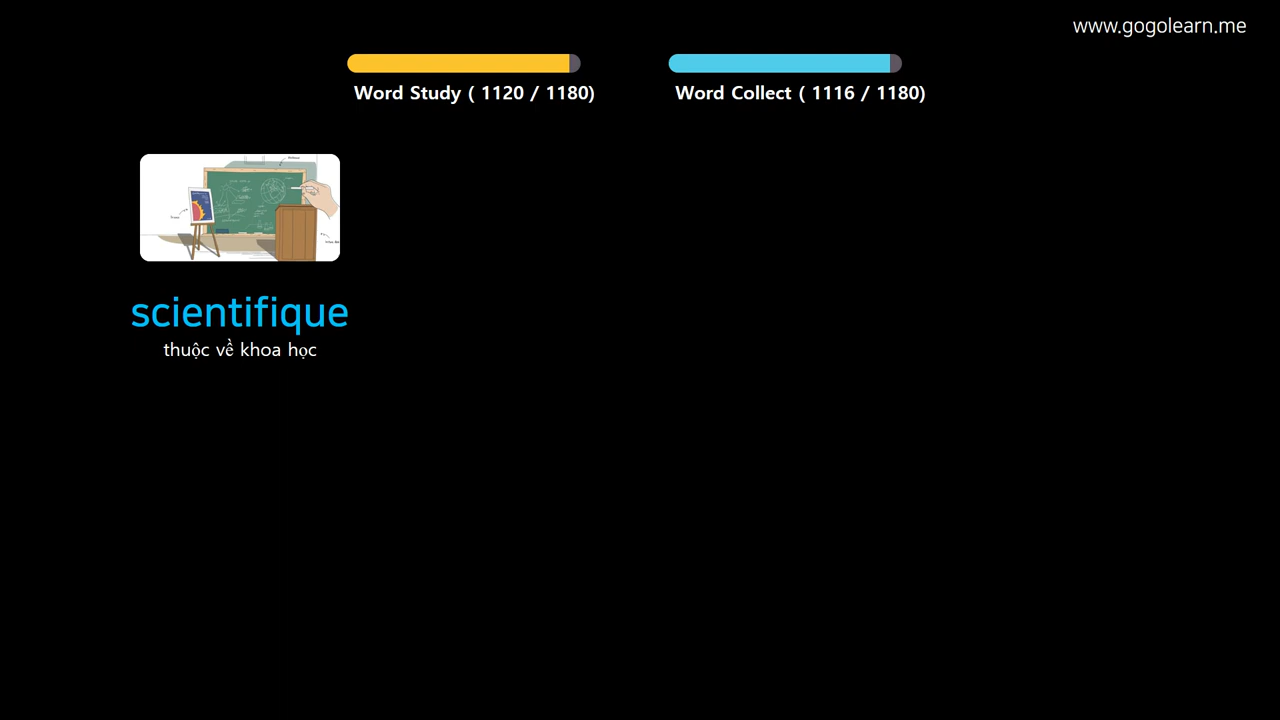 www.gogolearn.me
Word Study ( 1120 / 1180)
Word Collect ( 1116 / 1180)
scientifique
thuộc về khoa học